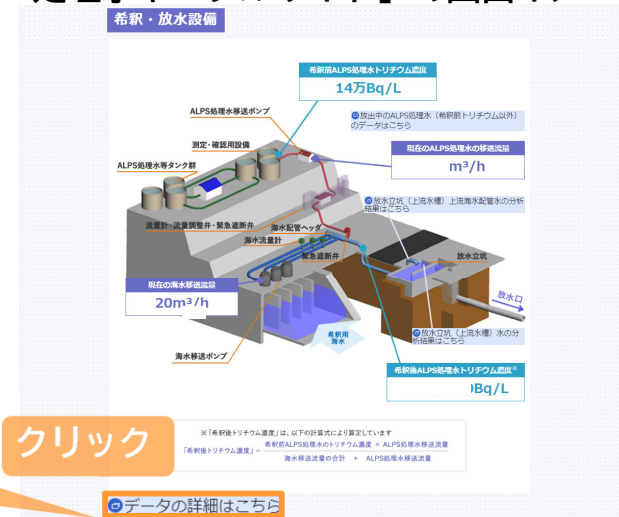 希釈・放水設備
希釈前ALPS処理水トリチウム濃度
14万Bq/L
ALPS処理水移送ポンプ
放出中のALPS処理水（希釈前トリチウム以外）
のデータはこちら
測定・確認用設備
現在のALPS処理水の移送流量
m³/h
ALPS処理水等タンク群
放水立坑（上流水槽）上流海水配管水の分析
結果はこちら
流量計・流量調整弁・緊急遮断弁
海水配管ヘッダ
海水流量計
緊急遮断弁
放水立坑
現在の海水移送流量
20m³/h
放水口
希釈用
海水
放水立坑（上流水槽）水の分
析結果はこちら
海水移送ポンプ
希釈後ALPS処理水トリチウム濃度※
Bq/L
クリック
※「希釈後トリチウム濃度」は、以下の計算式により算定しています
「希釈後トリチウム濃度」＝
希釈前ALPS処理水のトリチウム濃度 × ALPS処理水移送流量
海水移送流量の合計 + ALPS処理水移送流量
データの詳細はこちら